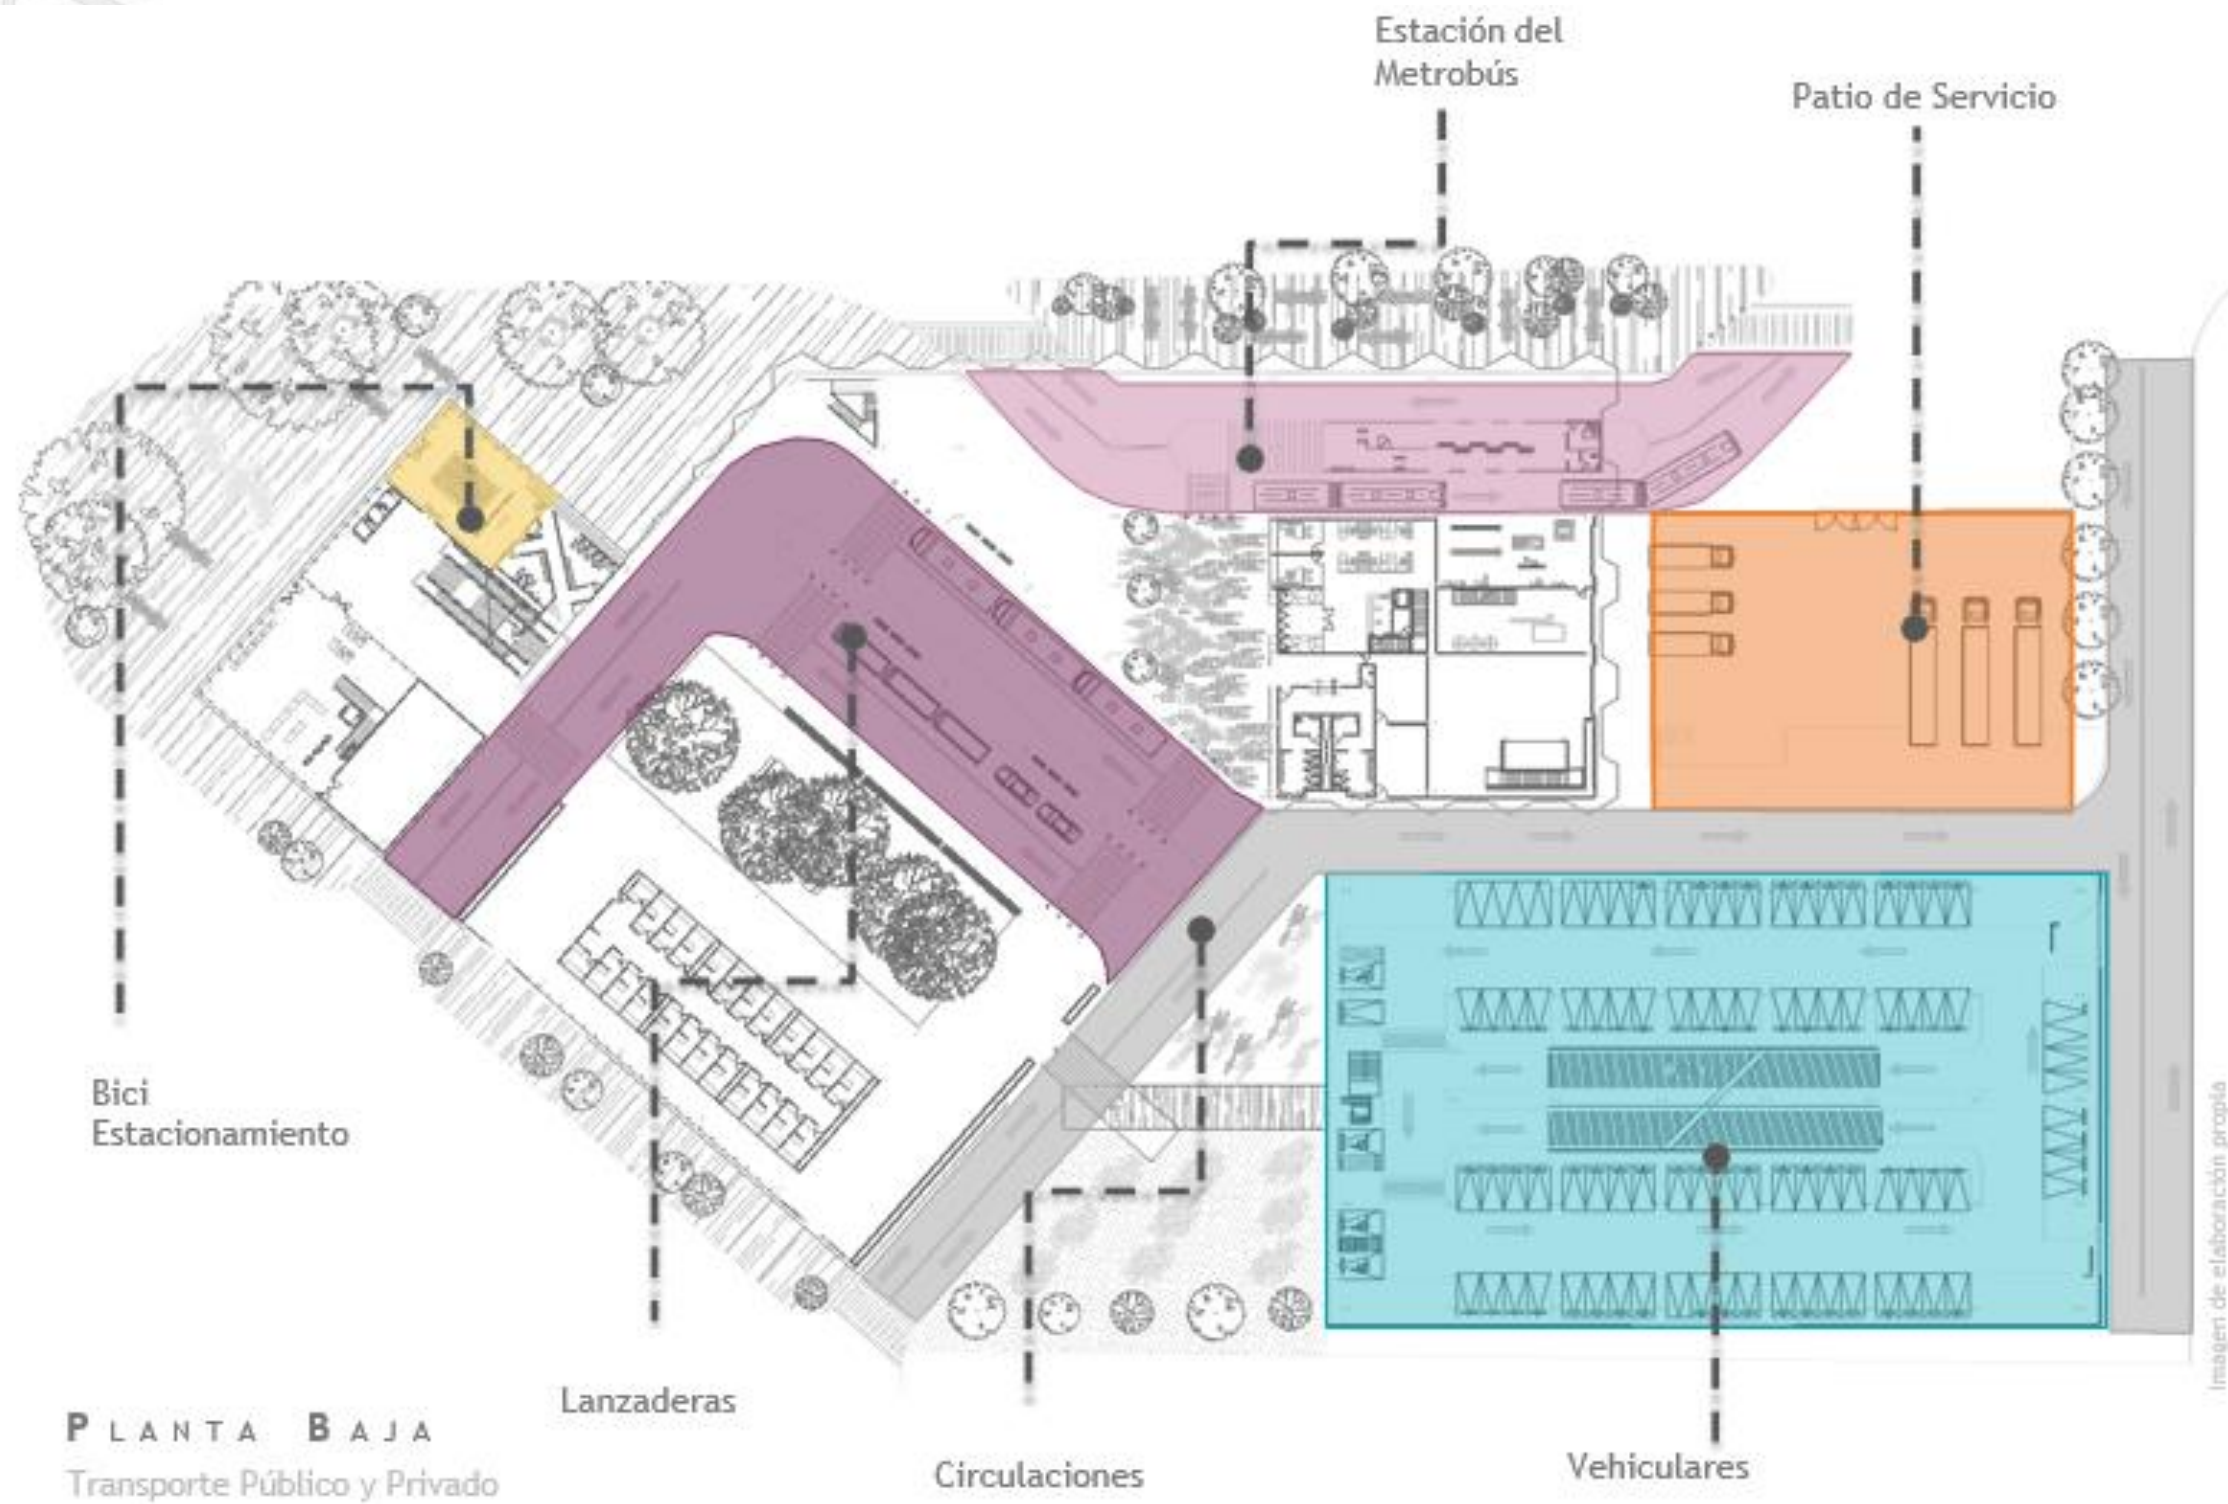 Estación del
Metrobús
Patio de Servicio
Bici
Estacionamiento
Lanzaderas
Circulaciones
Vehiculares
PLANTA BAJA
Transporte Público y Privado
Imagen de elaboración propia